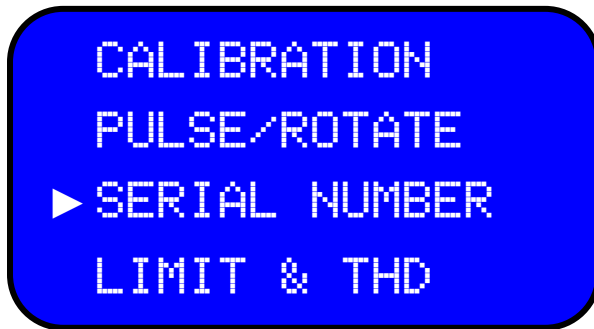 CALIBRATION
PULSE/ROTATE
►SERIAL NUMBER
LIMIT & THD